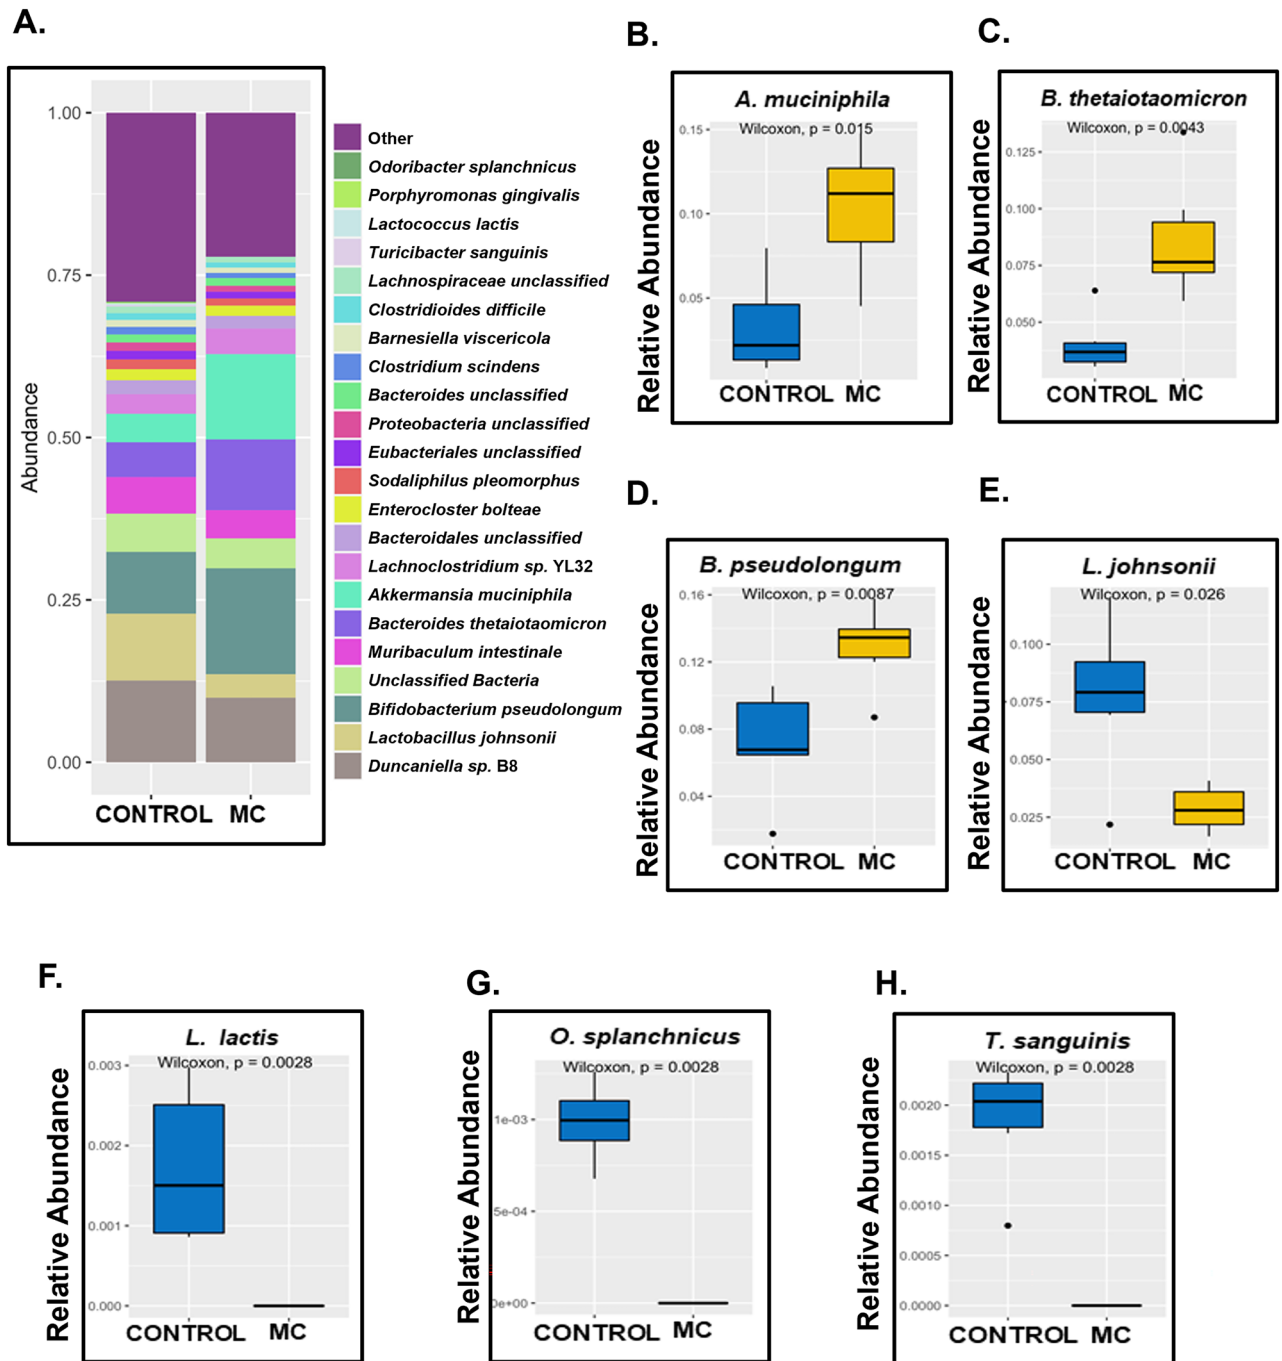 A.
1.00
0.75
0.50
0.25
0.00
Abundance
CONTROL MC
Other
Odoribacter splanchnicus
Porphyromonas gingivalis
Lactococcus lactis
Turicibacter sanguinis
Lachnospiraceae unclassified
Clostridioides difficile
Barnesiella viscericola
Clostridium scindens
Bacteroides unclassified
Proteobacteria unclassified
Eubacteriales unclassified
Sodaliphilus pleomorphus
Enterocloster bolteae
Bacteroidales unclassified
Lachnoclostridium sp. YL32
Akkermansia muciniphila
Bacteroides thetaiotaomicron
Muribaculum intestinale
Unclassified Bacteria
Bifidobacterium pseudolongum
Lactobacillus johnsonii
Duncaniella sp. B8
B.
A. muciniphila
Wilcoxon, p = 0.015
0.15
0.10
0.05
Relative Abundance
CONTROL MC
C.
B. thetaiotaomicron
Wilcoxon, p = 0.0043
0.125
0.100
0.075
0.050
Relative Abundance
CONTROL MC
D.
B. pseudolongum
Wilcoxon, p = 0.0087
0.16
0.12
0.08
0.04
Relative Abundance
CONTROL MC
E.
L. johnsonii
Wilcoxon, p = 0.026
0.100
0.075
0.050
0.025
Relative Abundance
CONTROL MC
F.
L. lactis
Wilcoxon, p = 0.0028
0.003
0.002
0.001
0.000
Relative Abundance
CONTROL MC
G.
O. splanchnicus
Wilcoxon, p = 0.0028
1e-03
5e-04
0e+00
Relative Abundance
CONTROL MC
H.
T. sanguinis
Wilcoxon, p = 0.0028
0.0020
0.0015
0.0010
0.0005
0.0000
Relative Abundance
CONTROL MC